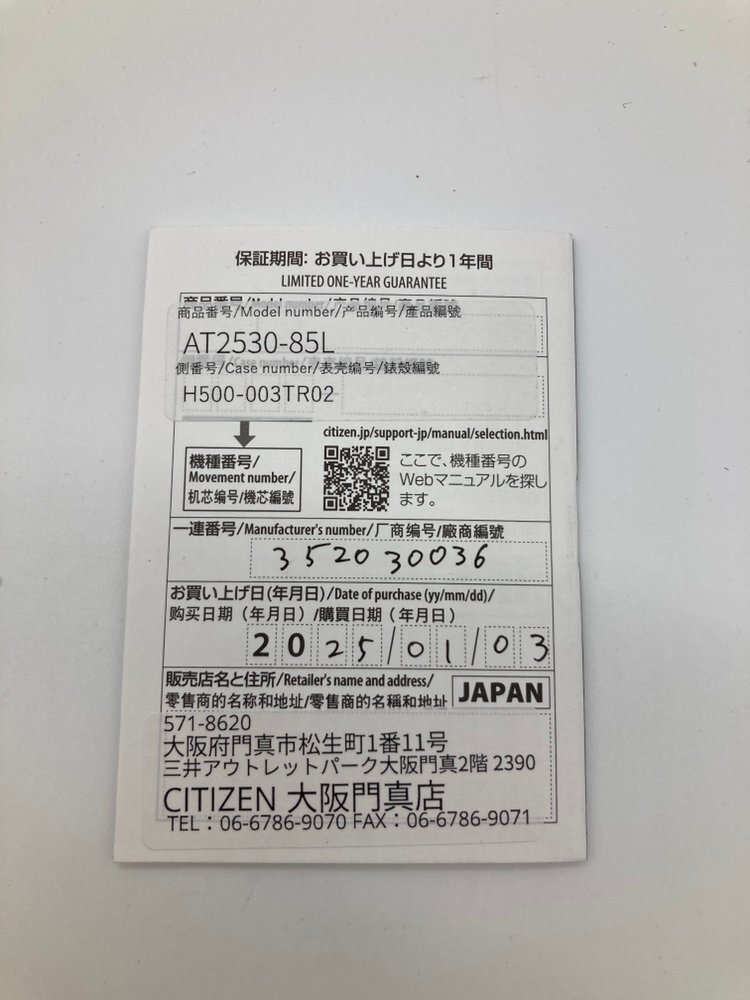 保証期間: お買い上げ日より1年間
LIMITED ONE-YEAR GUARANTEE
商品番号/Model number/产品编号/產品編號
AT2530-85L
側番号/Case number/表壳编号/錶殼編號
H500-003TR02
citizen.jp/support-jp/manual/selection.html
機種番号/
Movement number/
机芯编号/機芯編號
ここで、機種番号の
Webマニュアルを探し
ます。
一連番号/Manufacturer's number/厂商编号/廠商編號
352030036
お買い上げ日(年月日)/Date of purchase (yy/mm/dd)/
购买日期（年月日）/購買日期（年月日）
2025/01/03
販売店名と住所/Retailer's name and address/
零售商的名称和地址/零售商的名稱和地址
JAPAN
571-8620
大阪府門真市松生町1番11号
三井アウトレットパーク大阪門真2階 2390
CITIZEN 大阪門真店
TEL：06-6786-9070 FAX：06-6786-9071